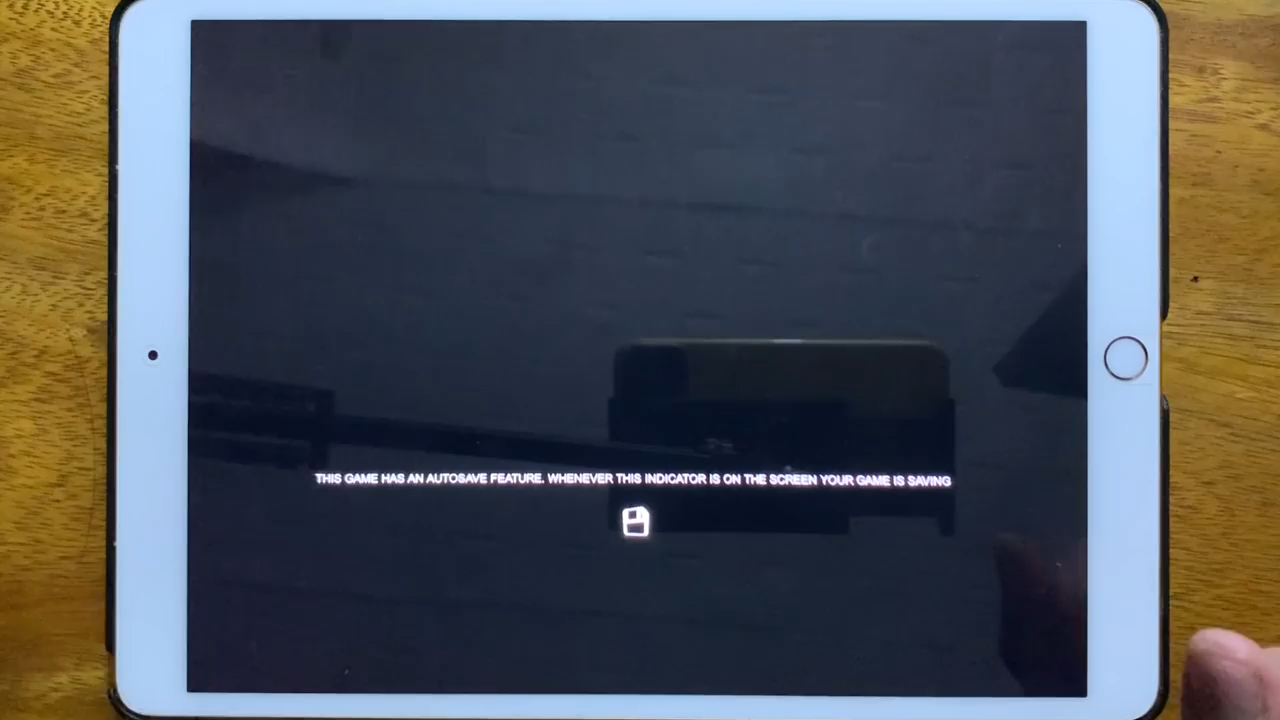 THIS GAME HAS AN AUTOSAVE FEATURE. WHENEVER THIS INDICATOR IS ON THE SCREEN YOUR GAME IS SAVING